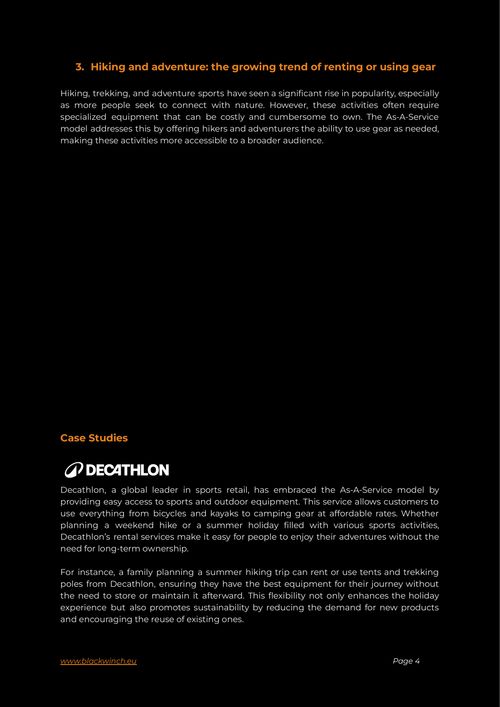 3. Hiking and adventure: the growing trend of renting or using gear
Hiking, trekking, and adventure sports have seen a significant rise in popularity, especially
as more people seek to connect with nature. However, these activities often require
specialized equipment that can be costly and cumbersome to own. The As-A-Service
model addresses this by offering hikers and adventurers the ability to use gear as needed,
making these activities more accessible to a broader audience.
Case Studies
DECATHLON
Decathlon, a global leader in sports retail, has embraced the As-A-Service model by
providing easy access to sports and outdoor equipment. This service allows customers to
use everything from bicycles and kayaks to camping gear at affordable rates. Whether
planning a weekend hike or a summer holiday filled with various sports activities,
Decathlon's rental services make it easy for people to enjoy their adventures without the
need for long-term ownership.
For instance, a family planning a summer hiking trip can rent or use tents and trekking
poles from Decathlon, ensuring they have the best equipment for their journey without
the need to store or maintain it afterward. This flexibility not only enhances the holiday
experience but also promotes sustainability by reducing the demand for new products
and encouraging the reuse of existing ones.
www.blackwinch.eu Page 4